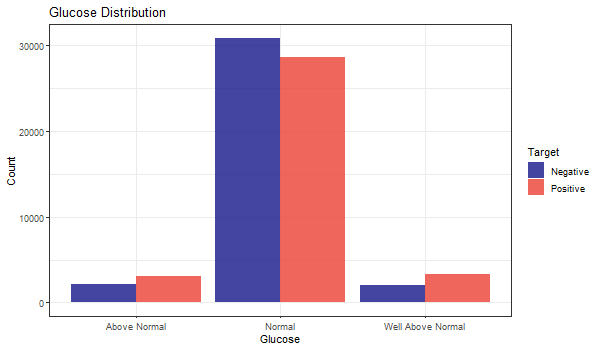 Glucose Distribution
30000
20000
10000
0
Count
Above Normal
Normal
Well Above Normal
Glucose
Target
Negative
Positive